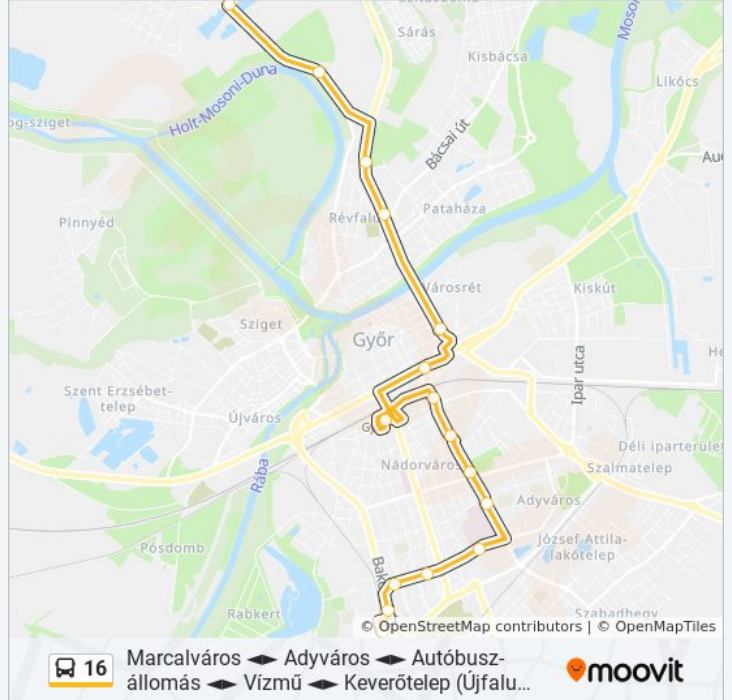 Sárás
Kisbácsa
Likócs
Holt-Mosoni-Duna
og-sziget
Bácsai út
Pinnyéd
Révfalu
Pataháza
Városrét
Kiskút
Sziget
Győr
Ipar utca
Szent Erzsébet-
telep
Újváros
Nádorváros
Déli iparterület
Szalmatelep
Rába
Adyváros
Pósdomb
József Attila-
lakótelep
Rabkert
Szabadhegy
© OpenStreetMap contributors | © OpenMapTiles
16
Marcalváros ◄► Adyváros ◄► Autóbusz-
állomás ◄► Vízmű ◄► Keverőtelep (Újfalu…
moovit